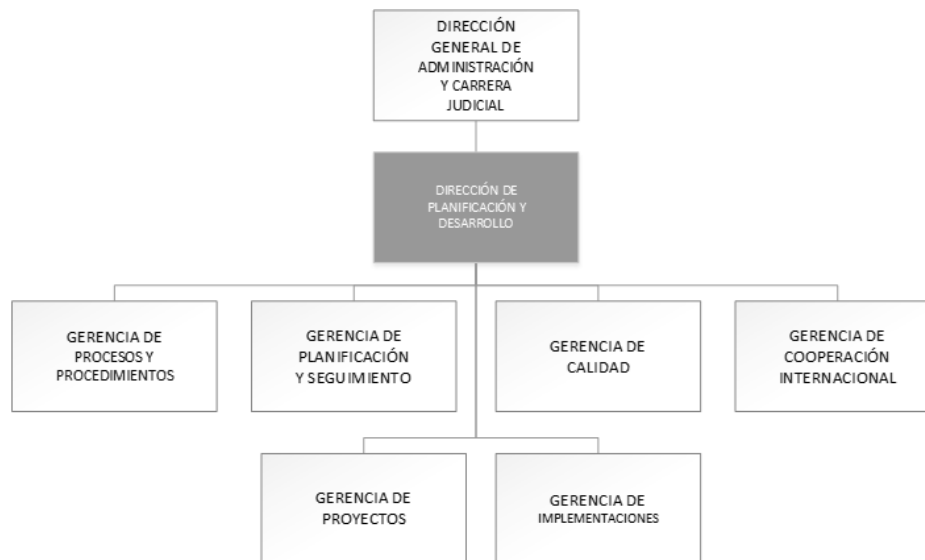 DIRECCIÓN
GENERAL DE
ADMINISTRACIÓN
Y CARRERA
JUDICIAL
DIRECCIÓN DE
PLANIFICACIÓN Y
DESARROLLO
GERENCIA DE
PROCESOS Y
PROCEDIMIENTOS
GERENCIA DE
PLANIFICACIÓN
Y SEGUIMIENTO
GERENCIA DE
CALIDAD
GERENCIA DE
COOPERACIÓN
INTERNACIONAL
GERENCIA DE
PROYECTOS
GERENCIA DE
IMPLEMENTACIONES